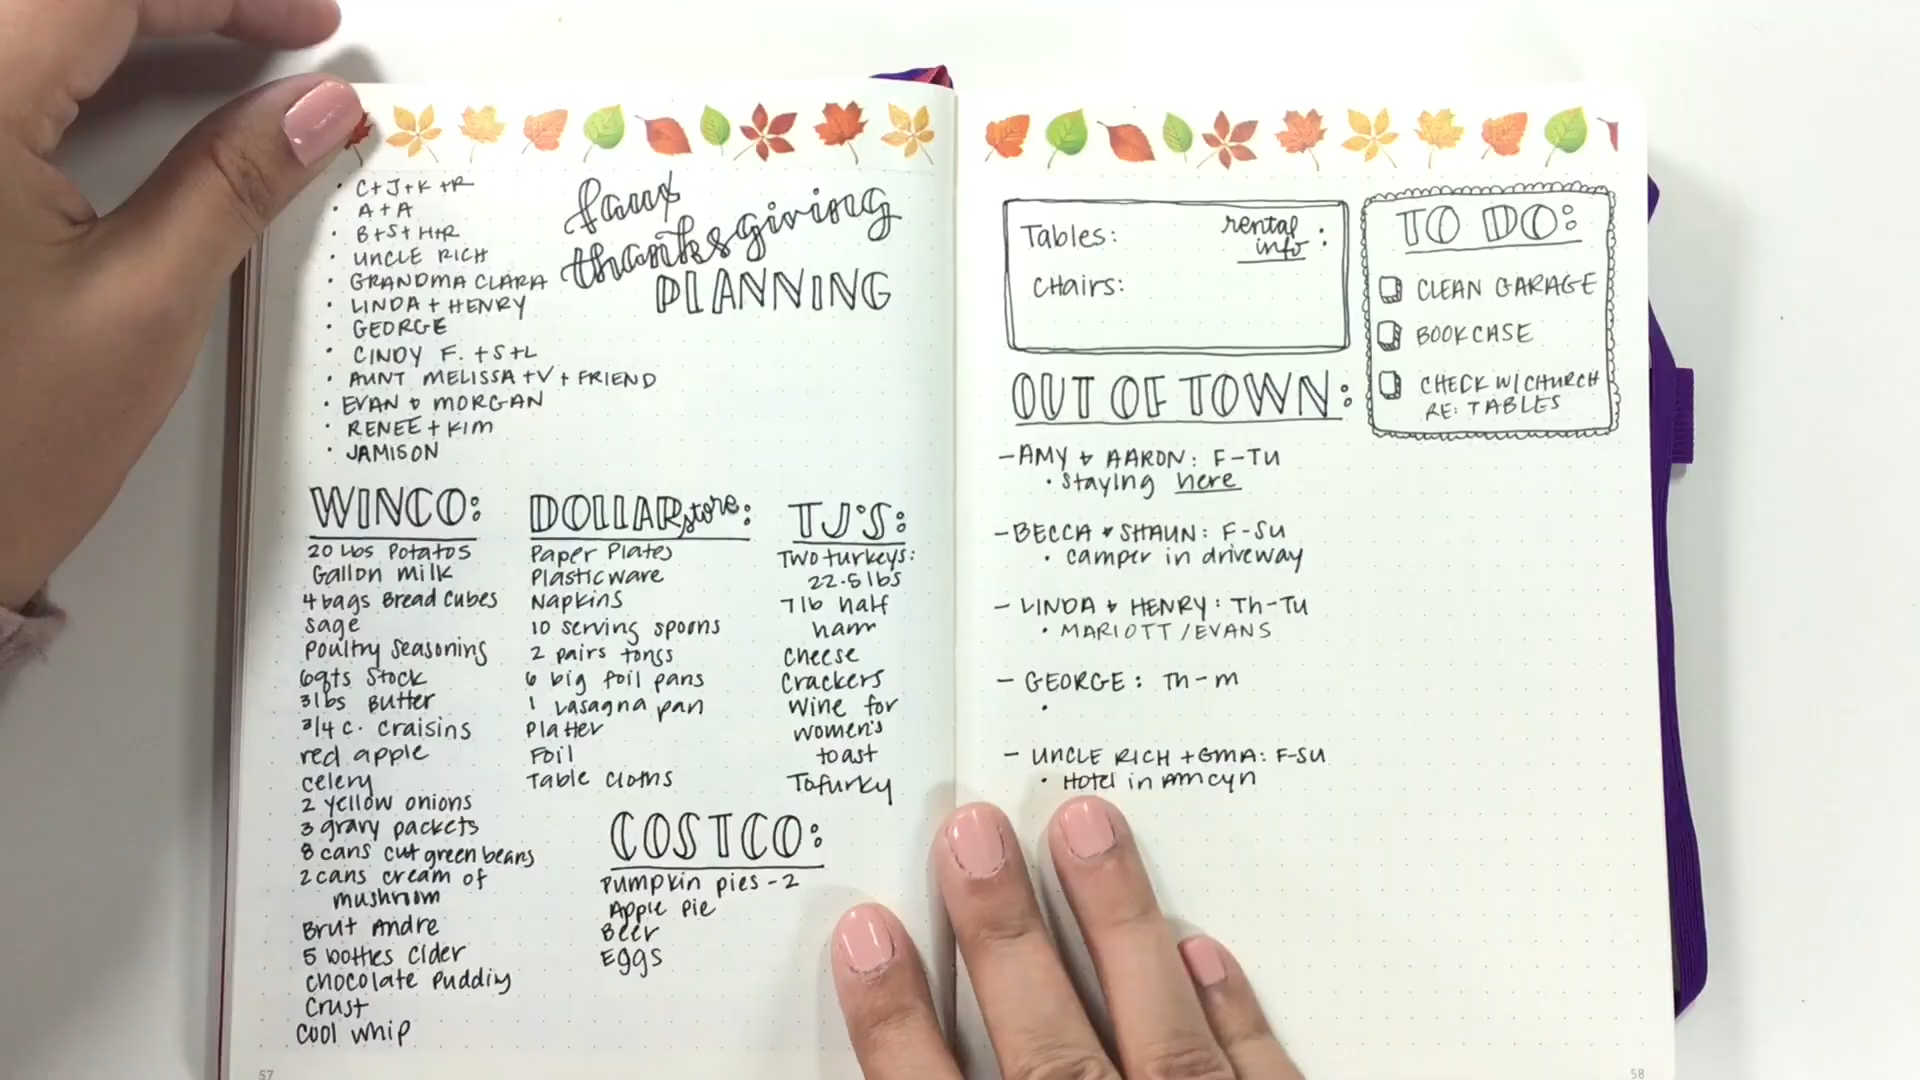 • C+J+K+R
• A+A
• B+S+H+R
• UNCLE RICH
• GRANDMA CLARA
• LINDA + HENRY
• GEORGE
• CINDY F. +S+L
• AUNT MELISSA +V + FRIEND
• EVAN & MORGAN
• RENEE + KIM
• JAMISON
faux
thanksgiving
PLANNING
WINCO:
20 lbs Potatos
Gallon milk
4 bags Bread Cubes
Sage
Poultry Seasoning
6qts Stock
3lbs Butter
3/4 c. Craisins
red apple
celery
2 yellow onions
3 gravy packets
8 cans cut green beans
2 cans cream of
mushroom
Brut Andre
5 bottles Cider
Chocolate Pudding
Crust
Cool whip
DOLLAR store:
Paper Plates
Plasticware
Napkins
10 serving spoons
2 pairs tongs
6 big foil pans
1 Lasagna pan
Platter
Foil
Table Cloths
TJ'S:
Two turkeys:
22.5 lbs
7 lb half
ham
Cheese
Crackers
Wine for
women's
toast
Tofurky
COSTCO:
Pumpkin pies - 2
Apple Pie
Beer
Eggs
57
Tables:
rental
info :
Chairs:
TO DO:
CLEAN GARAGE
BOOKCASE
CHECK W/CHURCH
RE: TABLES
OUT OF TOWN:
- AMY & AARON: F-TU
• Staying here
- BECCA & SHAUN: F-SU
• camper in driveway
- LINDA & HENRY: Th-Tu
• MARIOTT / EVANS
- GEORGE: Th-M
•
- UNCLE RICH + GMA: F-SU
• Hotel in Am cyn
58